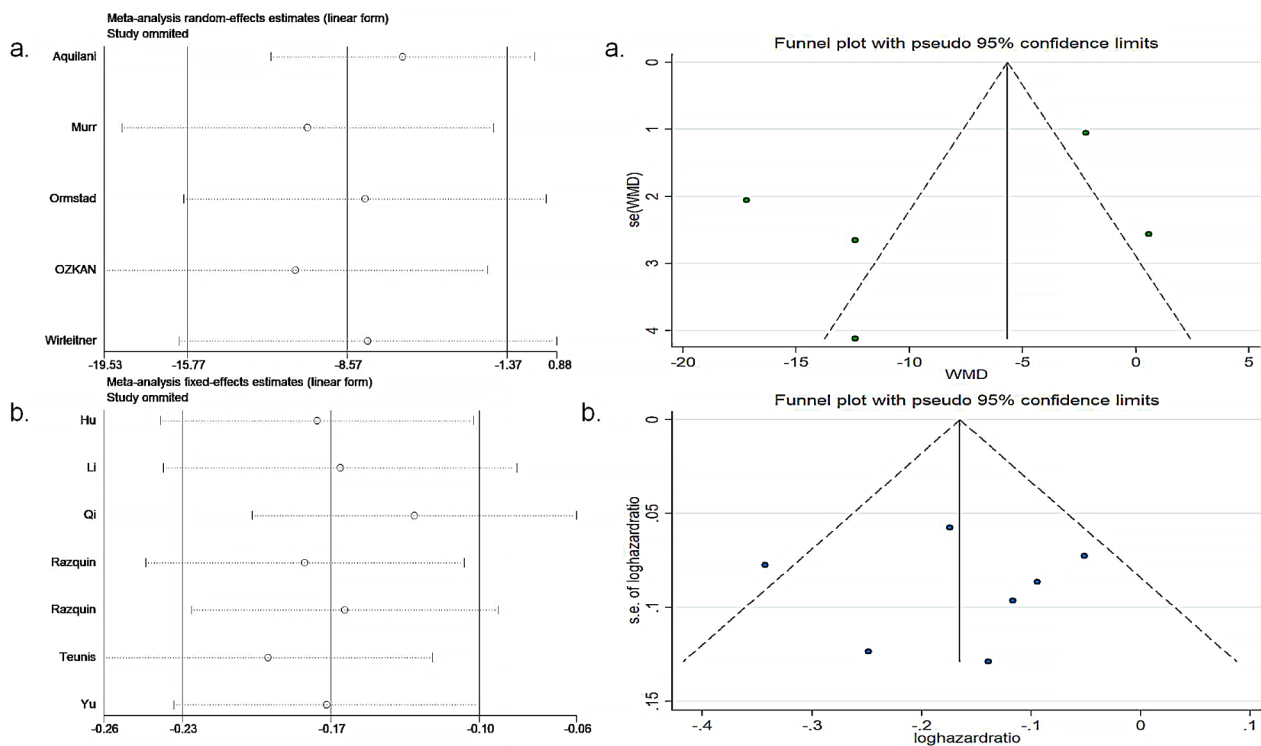 a.
Meta-analysis random-effects estimates (linear form)
Study ommited
Aquilani
Murr
Ormstad
OZKAN
Wirleitner
-19.53 -15.77 -8.57 -1.37 0.88
a.
Funnel plot with pseudo 95% confidence limits
se(WMD)
0
1
2
3
4
-20 -15 -10 -5 0 5
WMD
b.
Meta-analysis fixed-effects estimates (linear form)
Study ommited
Hu
Li
Qi
Razquin
Razquin
Teunis
Yu
-0.26 -0.23 -0.17 -0.10 -0.06
b.
Funnel plot with pseudo 95% confidence limits
s.e. of loghazardratio
0
.05
.1
.15
-.4 -.3 -.2 -.1 0 .1
loghazardratio